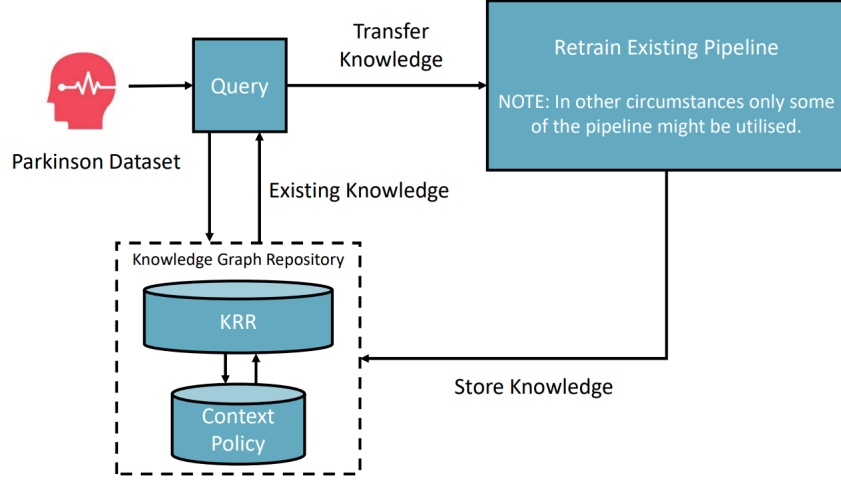 Transfer
Knowledge
Query
Retrain Existing Pipeline
NOTE: In other circumstances only some
of the pipeline might be utilised.
Parkinson Dataset
Existing Knowledge
Knowledge Graph Repository
KRR
Context
Policy
Store Knowledge